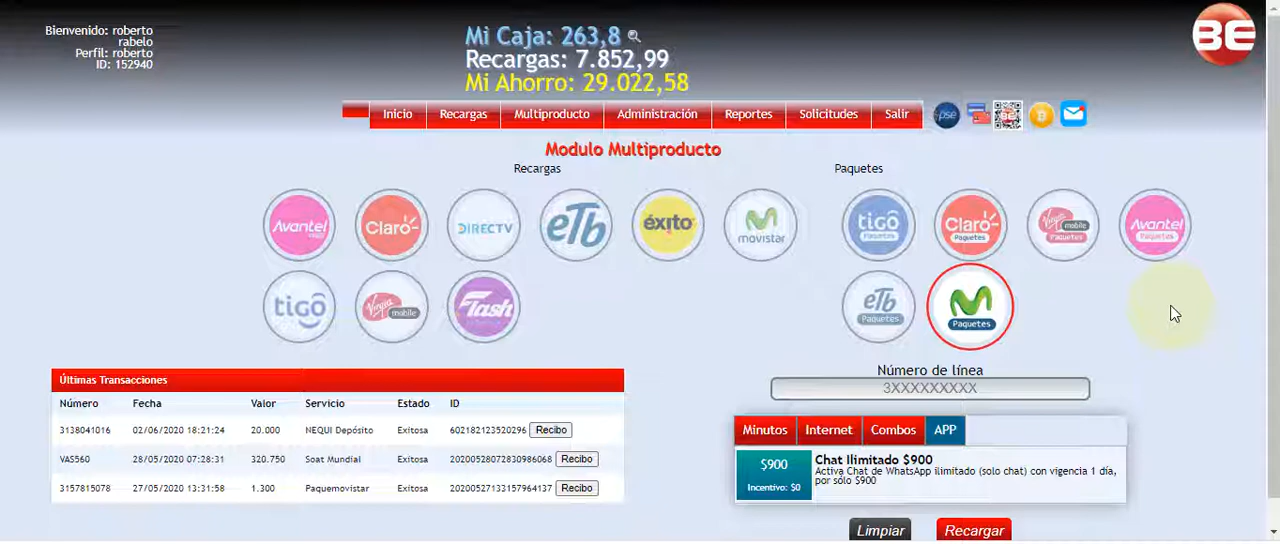 Bienvenido: roberto
rabelo
Perfil: roberto
ID: 152940
Mi Caja: 263,8
Recargas: 7.852,99
Mi Ahorro: 29.022,58
BE
Inicio Recargas Multiproducto Administración Reportes Solicitudes Salir pse
Modulo Multiproducto
Recargas Paquetes
Avantel Claro DIRECTV eTb éxito movistar tigo Paquetes Claro Paquetes Virgin mobile Paquetes Avantel Paquetes
tigo Virgin mobile Flash eTb Paquetes Paquetes
Últimas Transacciones
Número Fecha Valor Servicio Estado ID
3138041016 02/06/2020 18:21:24 20.000 NEQUI Depósito Exitosa 602182123520296 Recibo
VAS560 28/05/2020 07:28:31 320.750 Soat Mundial Exitosa 20200528072830986068 Recibo
3157815078 27/05/2020 13:31:58 1.300 Paquemovistar Exitosa 20200527133157964137 Recibo
Número de línea
3XXXXXXXXX
Minutos Internet Combos APP
$900
Incentivo: $0
Chat Ilimitado $900
Activa Chat de WhatsApp ilimitado (solo chat) con vigencia 1 día,
por sólo $900
Limpiar Recargar